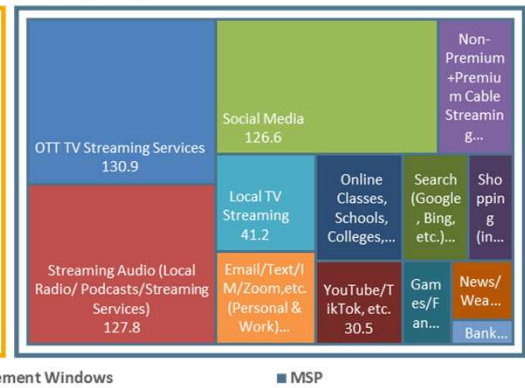 OTT TV Streaming Services
130.9
Streaming Audio (Local
Radio/ Podcasts/Streaming
Services)
127.8
Social Media
126.6
Non-
Premium
+Premiu
m Cable
Streamin
g...
Local TV
Streaming
41.2
Online
Classes,
Schools,
Colleges,...
Search
(Google
, Bing,
etc.)...
Sho
ppin
g
(in...
Email/Text/I
M/Zoom,etc.
(Personal &
Work)...
YouTube/T
ikTok, etc.
30.5
Gam
es/F
an...
News/
Wea...
Bank...
ement Windows
MSP